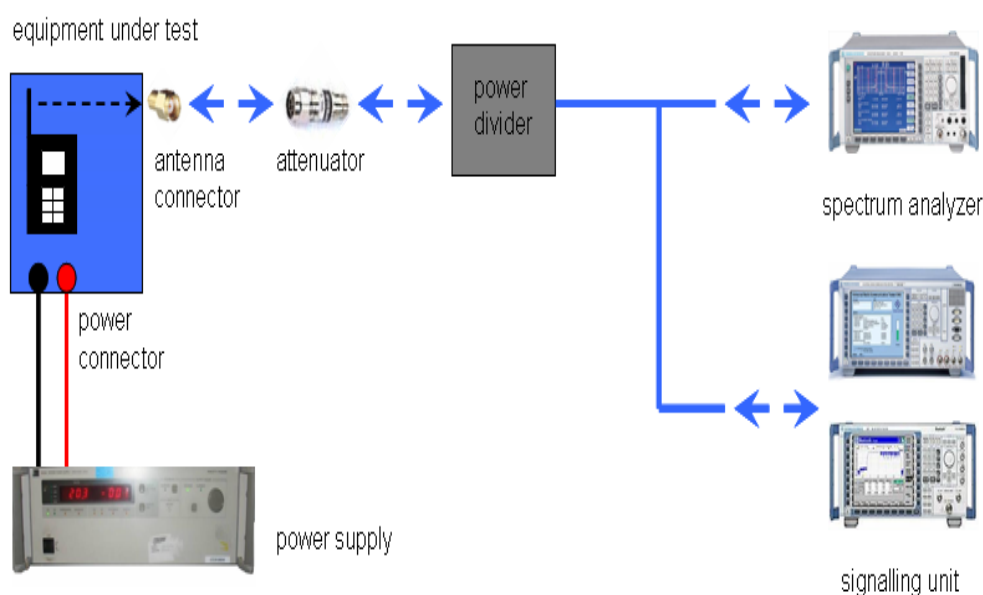 equipment under test
power
divider
antenna
connector
attenuator
spectrum analyzer
power
connector
power supply
signalling unit